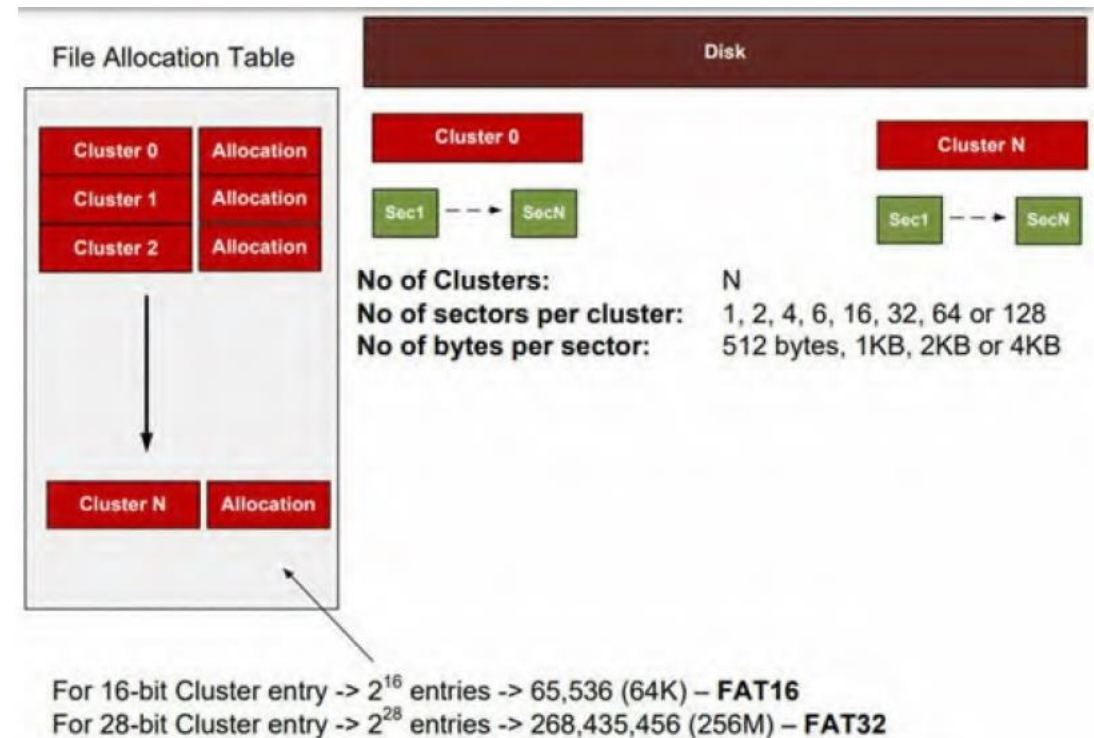 File Allocation Table
Disk
Cluster 0 Allocation
Cluster 1 Allocation
Cluster 2 Allocation
Cluster N Allocation
Cluster 0
Sec1 SecN
Cluster N
Sec1 SecN
No of Clusters: N
No of sectors per cluster: 1, 2, 4, 6, 16, 32, 64 or 128
No of bytes per sector: 512 bytes, 1KB, 2KB or 4KB
For 16-bit Cluster entry -> 2^16 entries -> 65,536 (64K) – FAT16
For 28-bit Cluster entry -> 2^28 entries -> 268,435,456 (256M) – FAT32